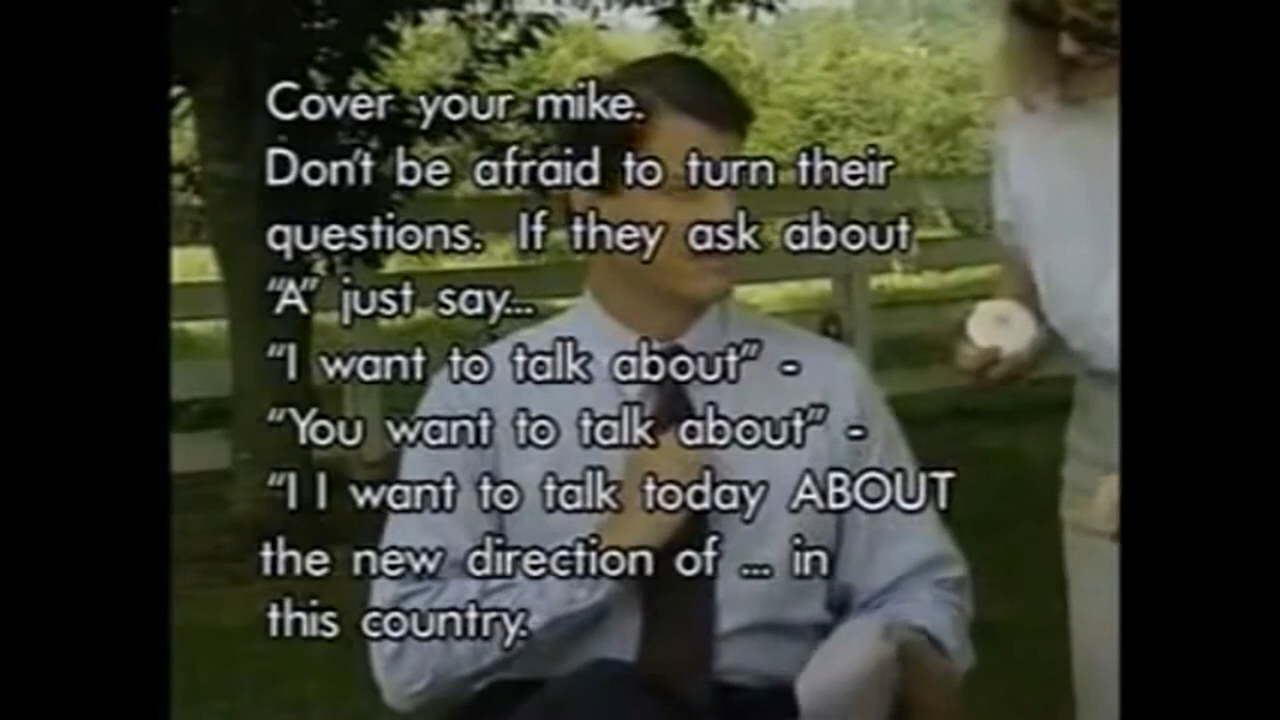 Cover your mike.
Don't be afraid to turn their
questions. If they ask about
"A" just say...
"I want to talk about" -
"You want to talk about" -
"I I want to talk today ABOUT
the new direction of ... in
this country.